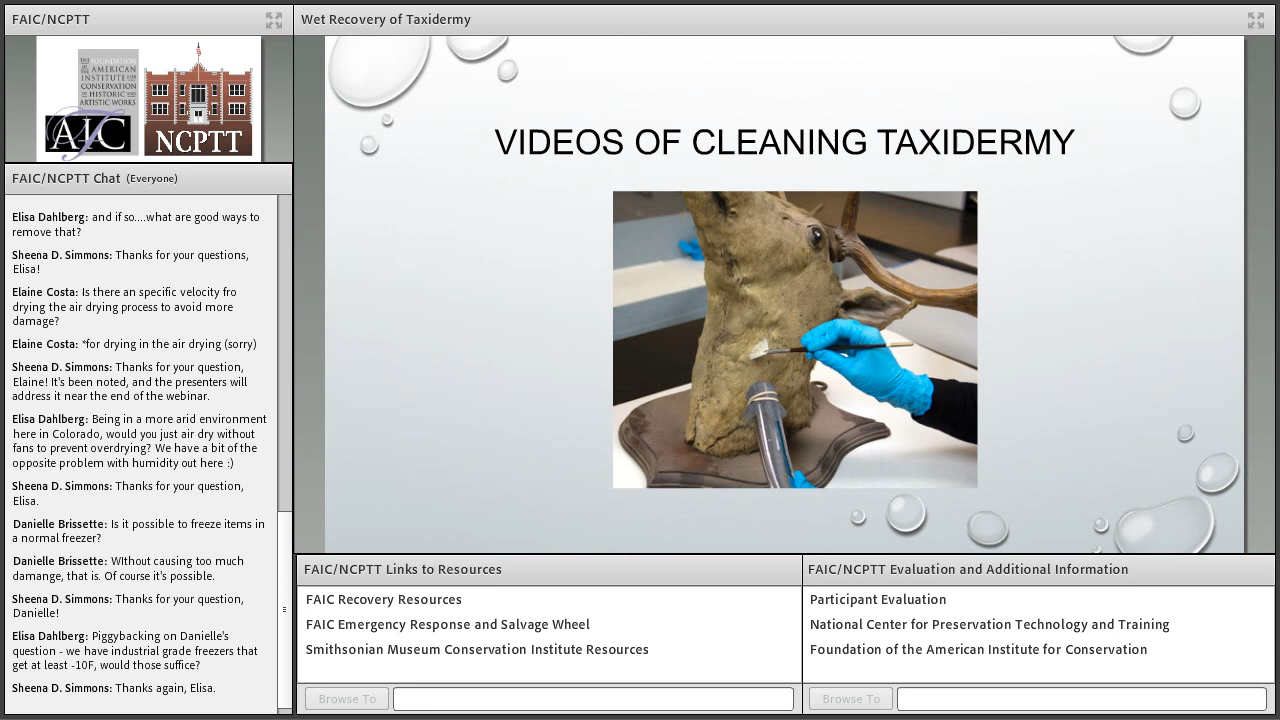 FAIC/NCPTT
THE FOUNDATION
OF THE AMERICAN
INSTITUTE FOR
CONSERVATION
OF HISTORIC AND
ARTISTIC WORKS
AIC
NCPTT
FAIC/NCPTT Chat (Everyone)
Elisa Dahlberg: and if so....what are good ways to
remove that?
Sheena D. Simmons: Thanks for your questions,
Elisa!
Elaine Costa: Is there an specific velocity fro
drying the air drying process to avoid more
damage?
Elaine Costa: *for drying in the air drying (sorry)
Sheena D. Simmons: Thanks for your question,
Elaine! It's been noted, and the presenters will
address it near the end of the webinar.
Elisa Dahlberg: Being in a more arid environment
here in Colorado, would you just air dry without
fans to prevent overdrying? We have a bit of the
opposite problem with humidity out here :)
Sheena D. Simmons: Thanks for your question,
Elisa.
Danielle Brissette: Is it possible to freeze items in
a normal freezer?
Danielle Brissette: WIthout causing too much
damange, that is. Of course it's possible.
Sheena D. Simmons: Thanks for your question,
Danielle!
Elisa Dahlberg: Piggybacking on Danielle's
question - we have industrial grade freezers that
get at least -10F, would those suffice?
Sheena D. Simmons: Thanks again, Elisa.
Wet Recovery of Taxidermy
VIDEOS OF CLEANING TAXIDERMY
FAIC/NCPTT Links to Resources
FAIC Recovery Resources
FAIC Emergency Response and Salvage Wheel
Smithsonian Museum Conservation Institute Resources
Browse To
FAIC/NCPTT Evaluation and Additional Information
Participant Evaluation
National Center for Preservation Technology and Training
Foundation of the American Institute for Conservation
Browse To